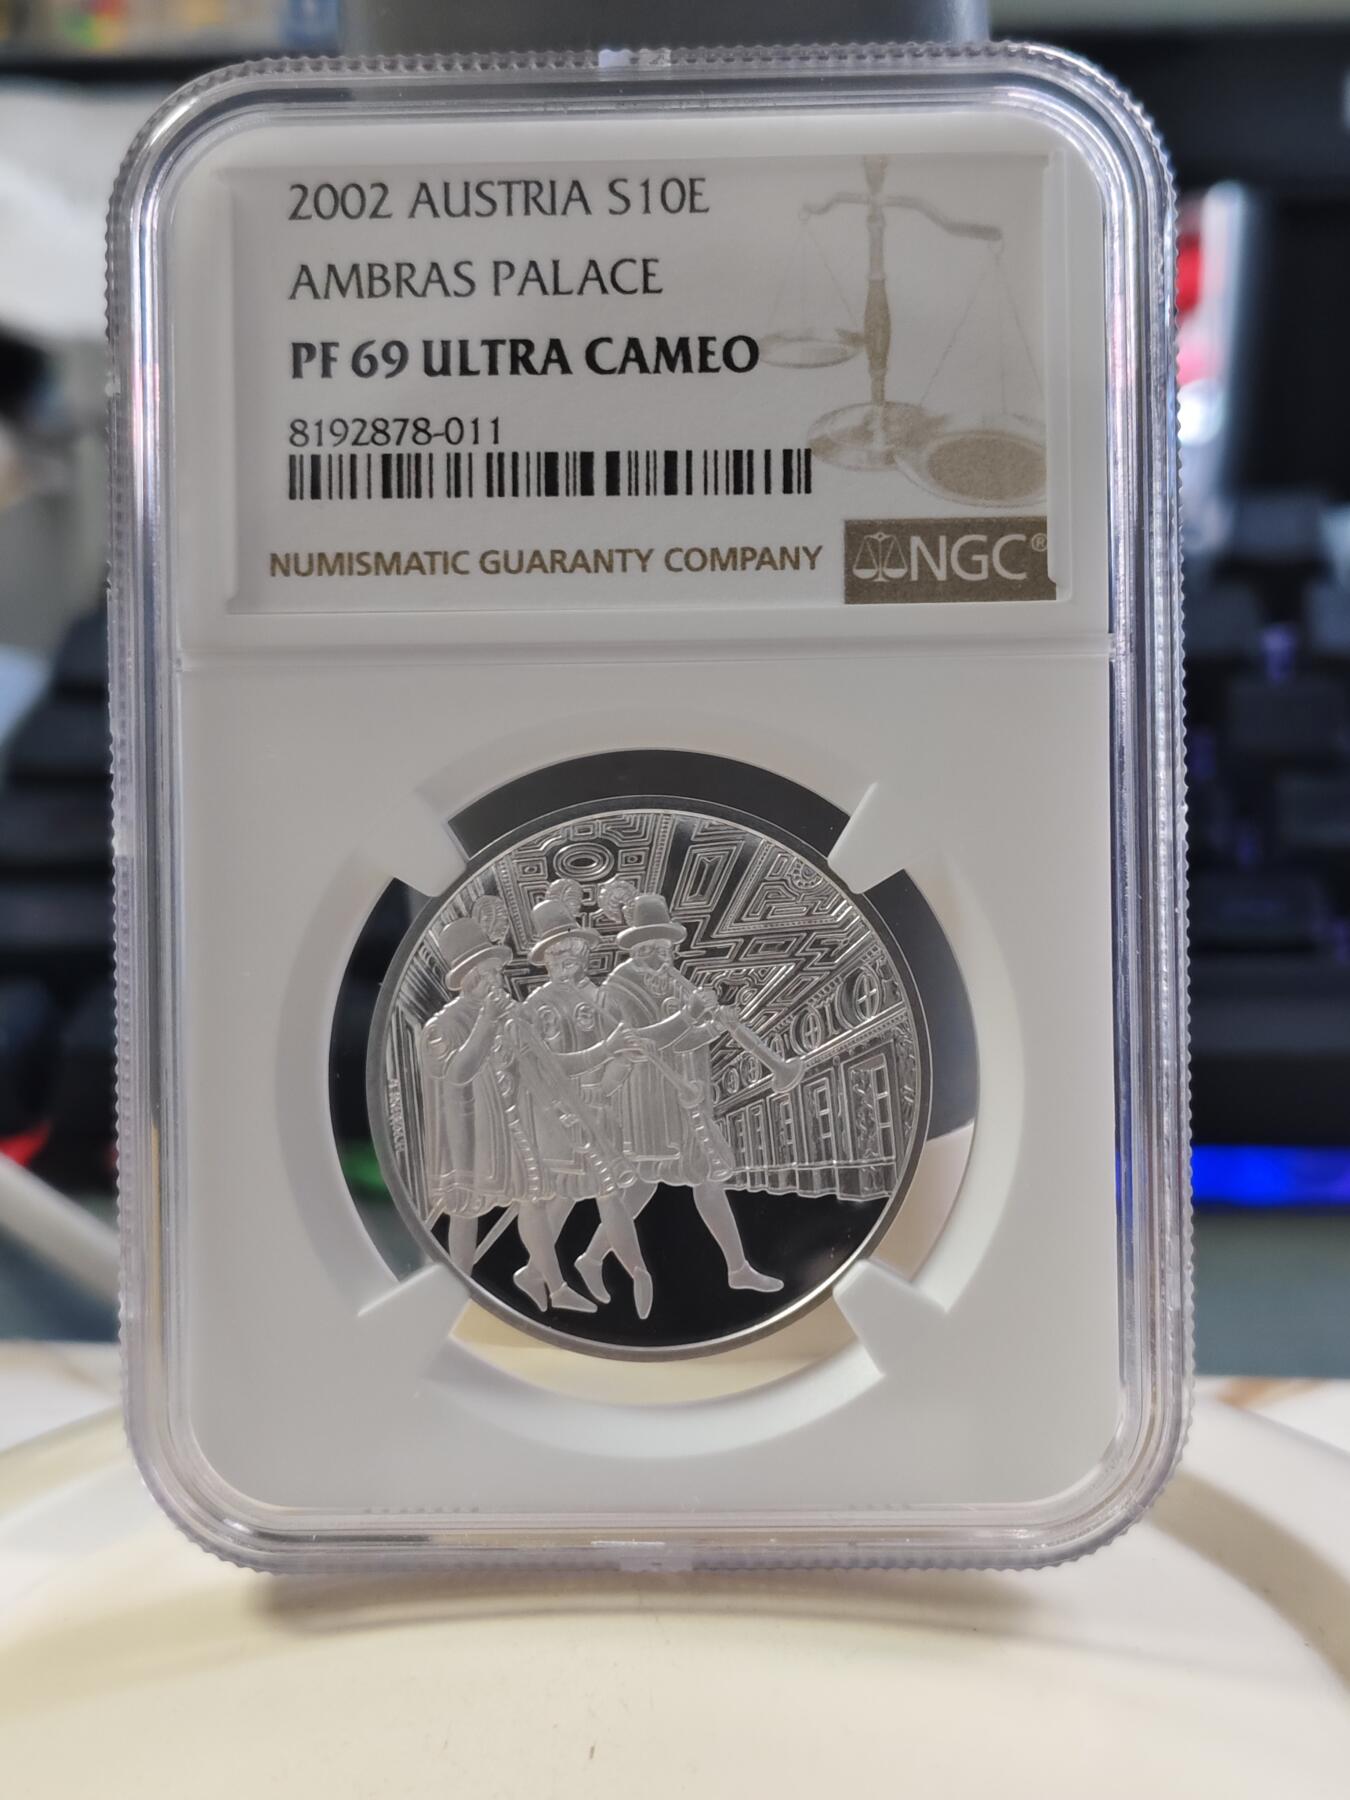 2002 AUSTRIA S10E
AMBRAS PALACE
PF 69 ULTRA CAMEO
8192878-011
NUMISMATIC GUARANTY COMPANY
NGC®